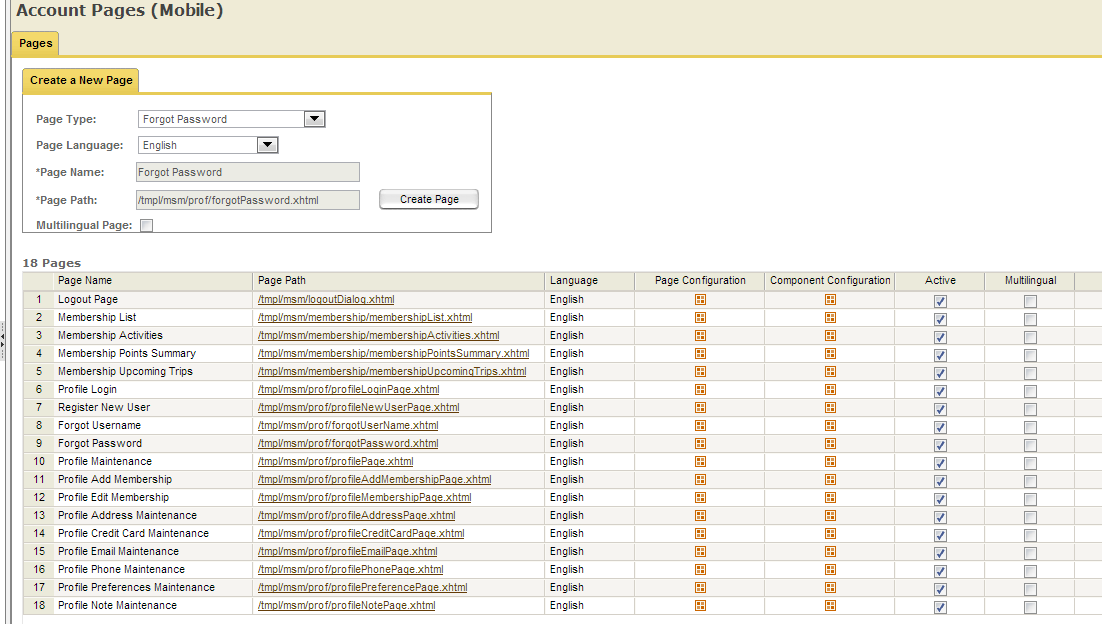 Account Pages (Mobile)
Pages
Create a New Page
Page Type: Forgot Password
Page Language: English
*Page Name: Forgot Password
*Page Path: /tmpl/msm/prof/forgotPassword.xhtml Create Page
Multilingual Page:
18 Pages
Page Name Page Path Language Page Configuration Component Configuration Active Multilingual
1 Logout Page /tmpl/msm/logoutDialog.xhtml English
2 Membership List /tmpl/msm/membership/membershipList.xhtml English
3 Membership Activities /tmpl/msm/membership/membershipActivities.xhtml English
4 Membership Points Summary /tmpl/msm/membership/membershipPointsSummary.xhtml English
5 Membership Upcoming Trips /tmpl/msm/membership/membershipUpcomingTrips.xhtml English
6 Profile Login /tmpl/msm/prof/profileLoginPage.xhtml English
7 Register New User /tmpl/msm/prof/profileNewUserPage.xhtml English
8 Forgot Username /tmpl/msm/prof/forgotUserName.xhtml English
9 Forgot Password /tmpl/msm/prof/forgotPassword.xhtml English
10 Profile Maintenance /tmpl/msm/prof/profilePage.xhtml English
11 Profile Add Membership /tmpl/msm/prof/profileAddMembershipPage.xhtml English
12 Profile Edit Membership /tmpl/msm/prof/profileMembershipPage.xhtml English
13 Profile Address Maintenance /tmpl/msm/prof/profileAddressPage.xhtml English
14 Profile Credit Card Maintenance /tmpl/msm/prof/profileCreditCardPage.xhtml English
15 Profile Email Maintenance /tmpl/msm/prof/profileEmailPage.xhtml English
16 Profile Phone Maintenance /tmpl/msm/prof/profilePhonePage.xhtml English
17 Profile Preferences Maintenance /tmpl/msm/prof/profilePreferencePage.xhtml English
18 Profile Note Maintenance /tmpl/msm/prof/profileNotePage.xhtml English